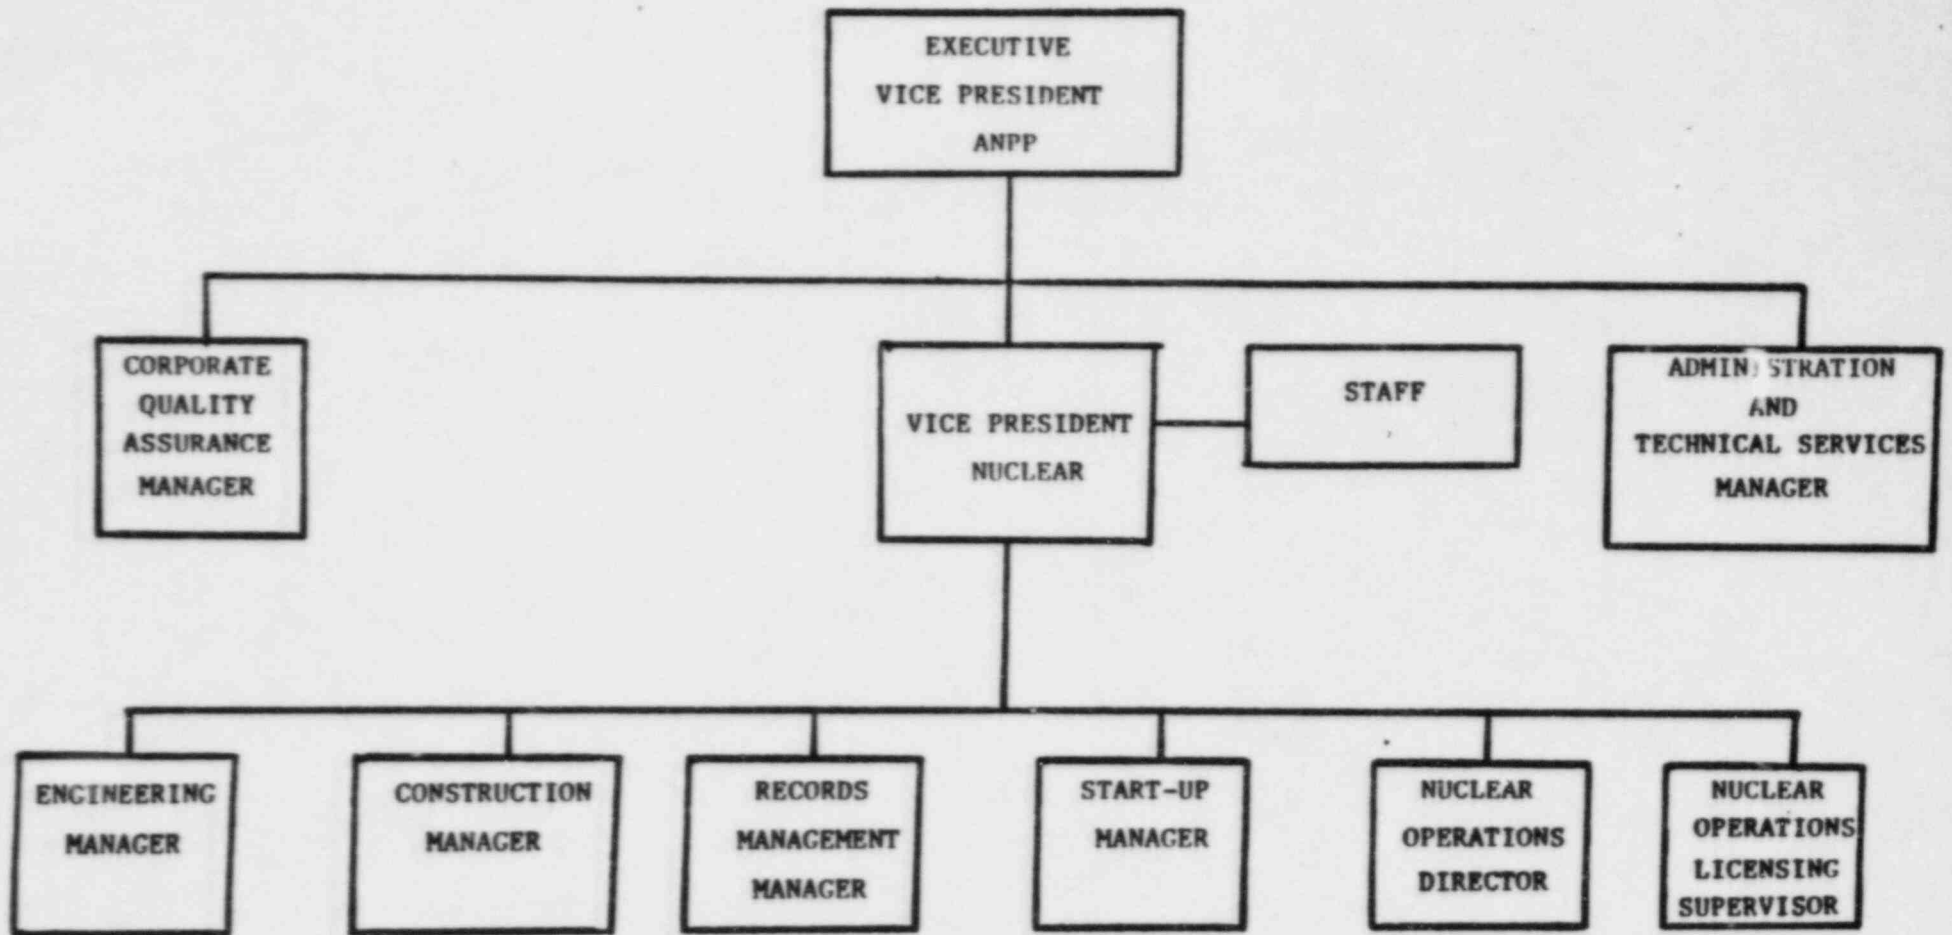 EXECUTIVE
VICE PRESIDENT
ANPP
CORPORATE
QUALITY
ASSURANCE
MANAGER
VICE PRESIDENT
NUCLEAR
STAFF
ADMINISTRATION
AND
TECHNICAL SERVICES
MANAGER
ENGINEERING
MANAGER
CONSTRUCTION
MANAGER
RECORDS
MANAGEMENT
MANAGER
START-UP
MANAGER
NUCLEAR
OPERATIONS
DIRECTOR
NUCLEAR
OPERATIONS
LICENSING
SUPERVISOR